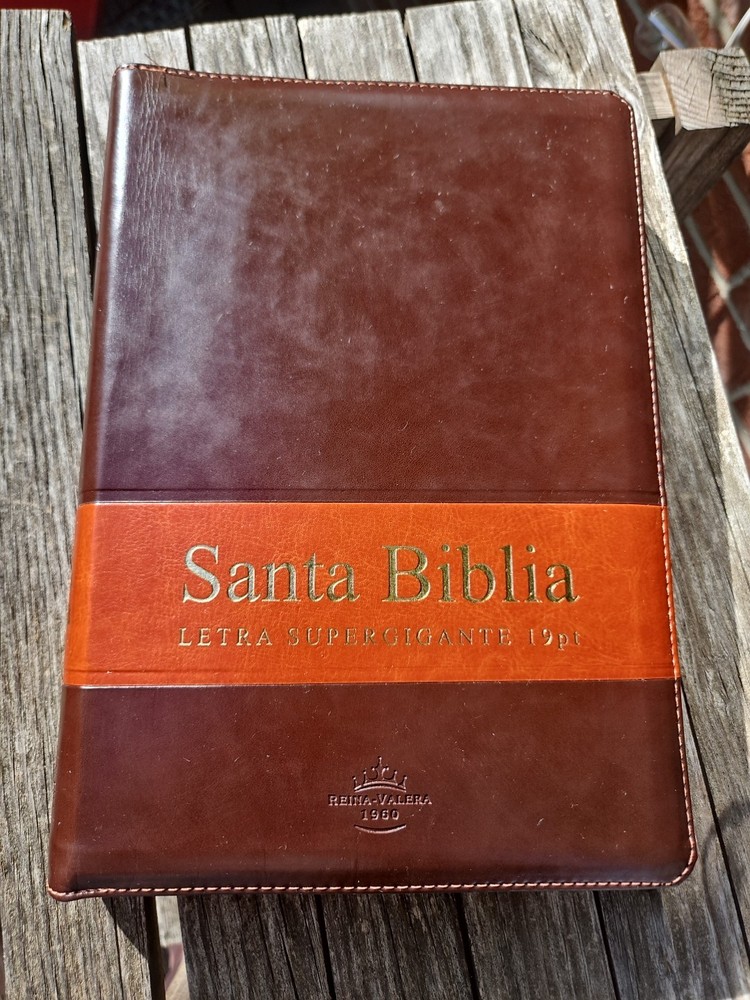 Santa Biblia
LETRA SUPERGIGANTE 19pt
REINA-VALERA
1960